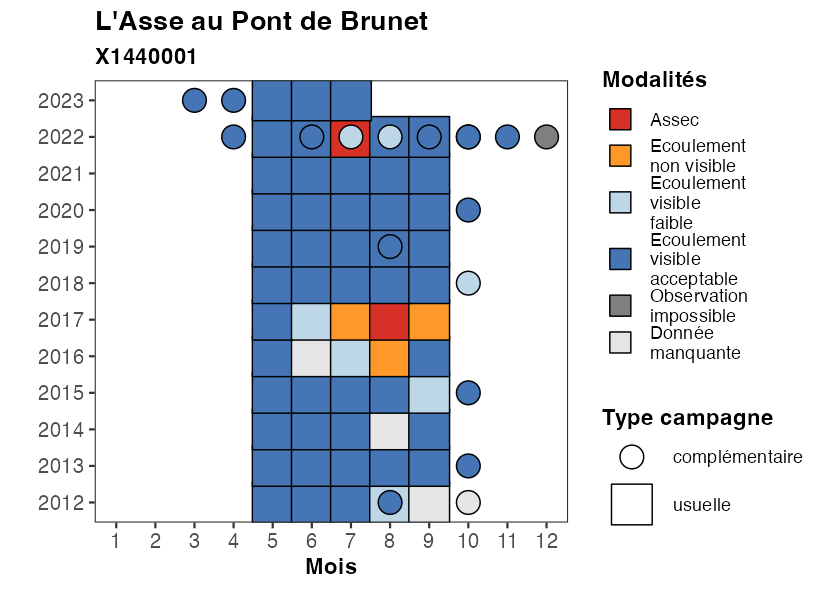 L'Asse au Pont de Brunet
X1440001
2023
2022
2021
2020
2019
2018
2017
2016
2015
2014
2013
2012
1 2 3 4 5 6 7 8 9 10 11 12
Mois
Modalités
Assec
Ecoulement
non visible
Ecoulement
visible
faible
Ecoulement
visible
acceptable
Observation
impossible
Donnée
manquante
Type campagne
complémentaire
usuelle